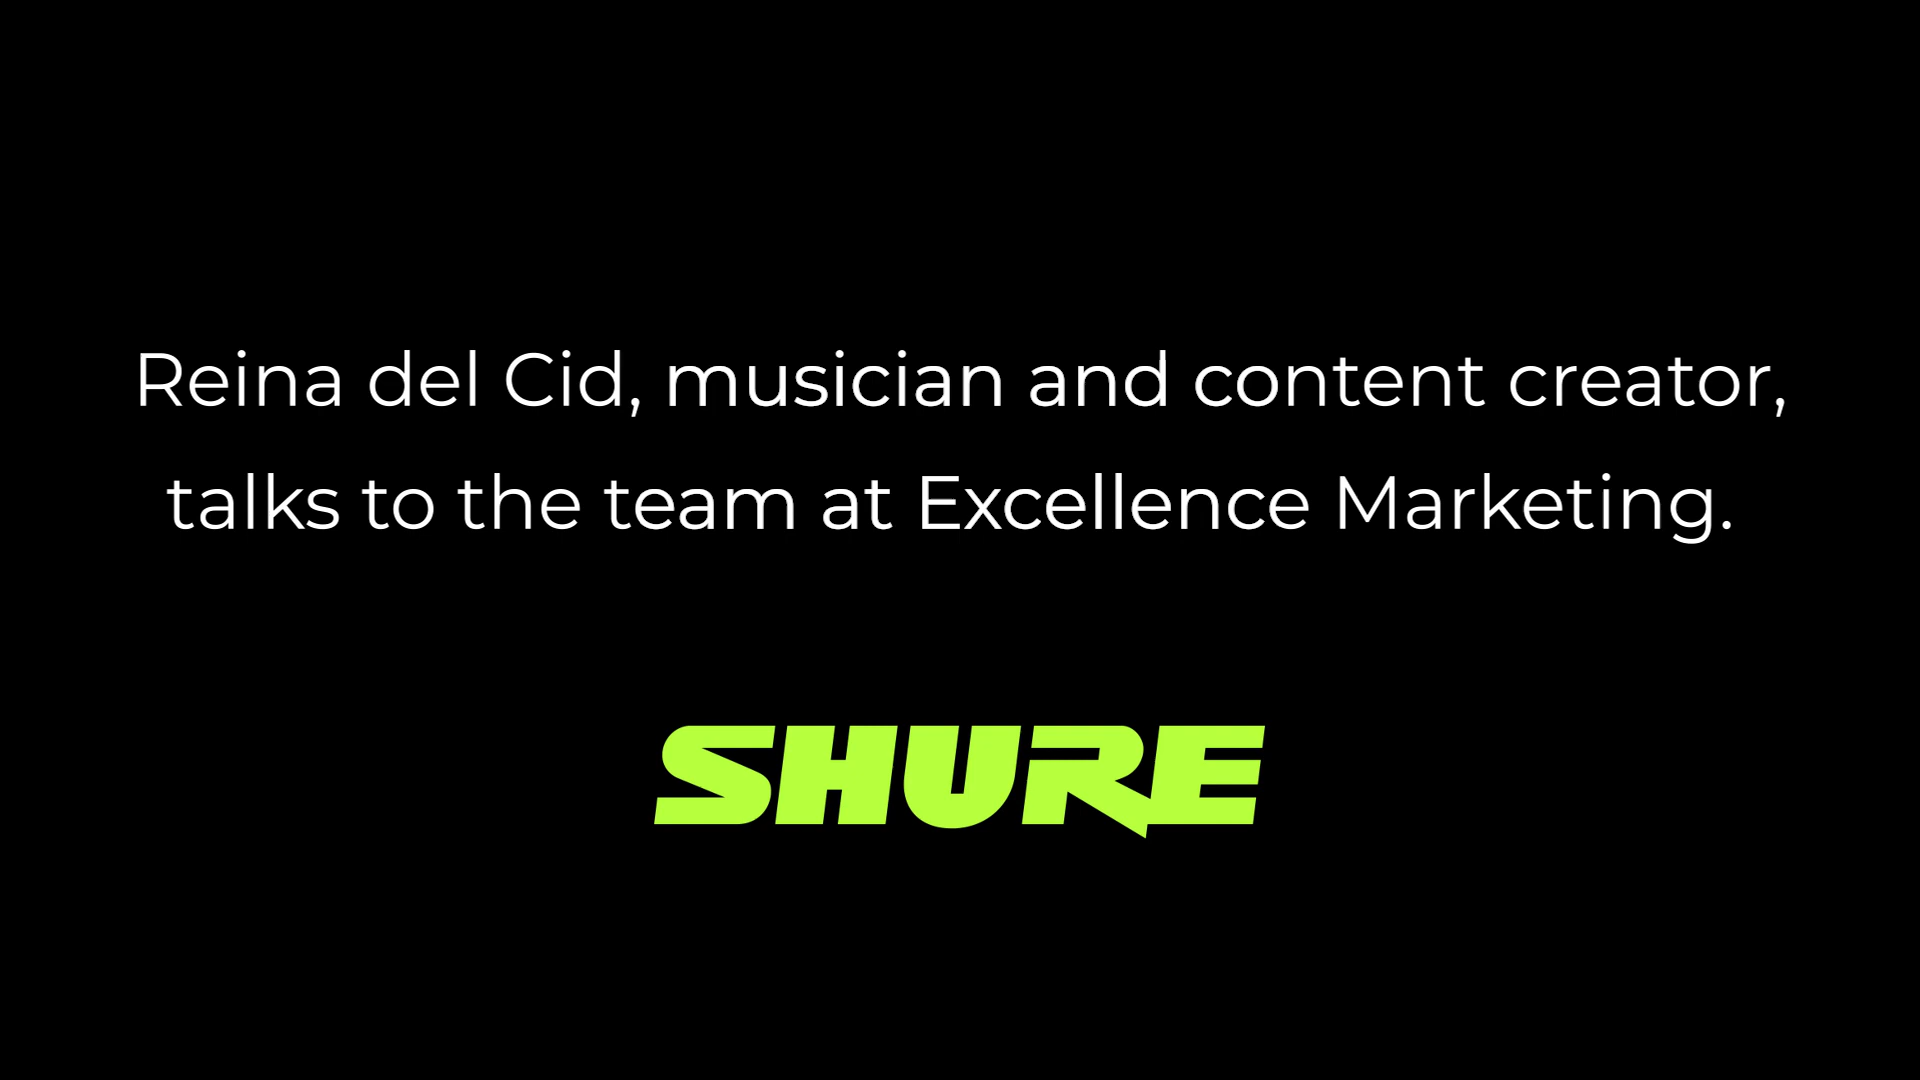 Reina del Cid, musician and content creator,
talks to the team at Excellence Marketing.
SHURE